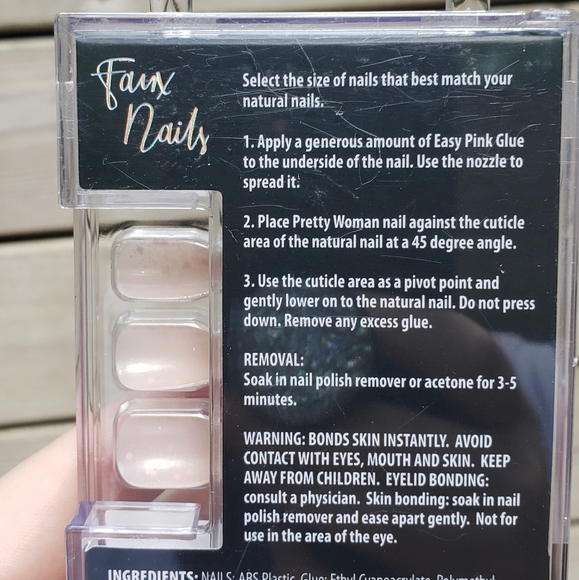 Faux
Nails
Select the size of nails that best match your
natural nails.
1. Apply a generous amount of Easy Pink Glue
to the underside of the nail. Use the nozzle to
spread it.
2. Place Pretty Woman nail against the cuticle
area of the natural nail at a 45 degree angle.
3. Use the cuticle area as a pivot point and
gently lower on to the natural nail. Do not press
down. Remove any excess glue.
REMOVAL:
Soak in nail polish remover or acetone for 3-5
minutes.
WARNING: BONDS SKIN INSTANTLY. AVOID
CONTACT WITH EYES, MOUTH AND SKIN. KEEP
AWAY FROM CHILDREN. EYELID BONDING:
consult a physician. Skin bonding: soak in nail
polish remover and ease apart gently. Not for
use in the area of the eye.
INGREDIENTS: NAILS: ABS Plastic. Glue: Ethyl Cyanoacrylate, Polymethyl